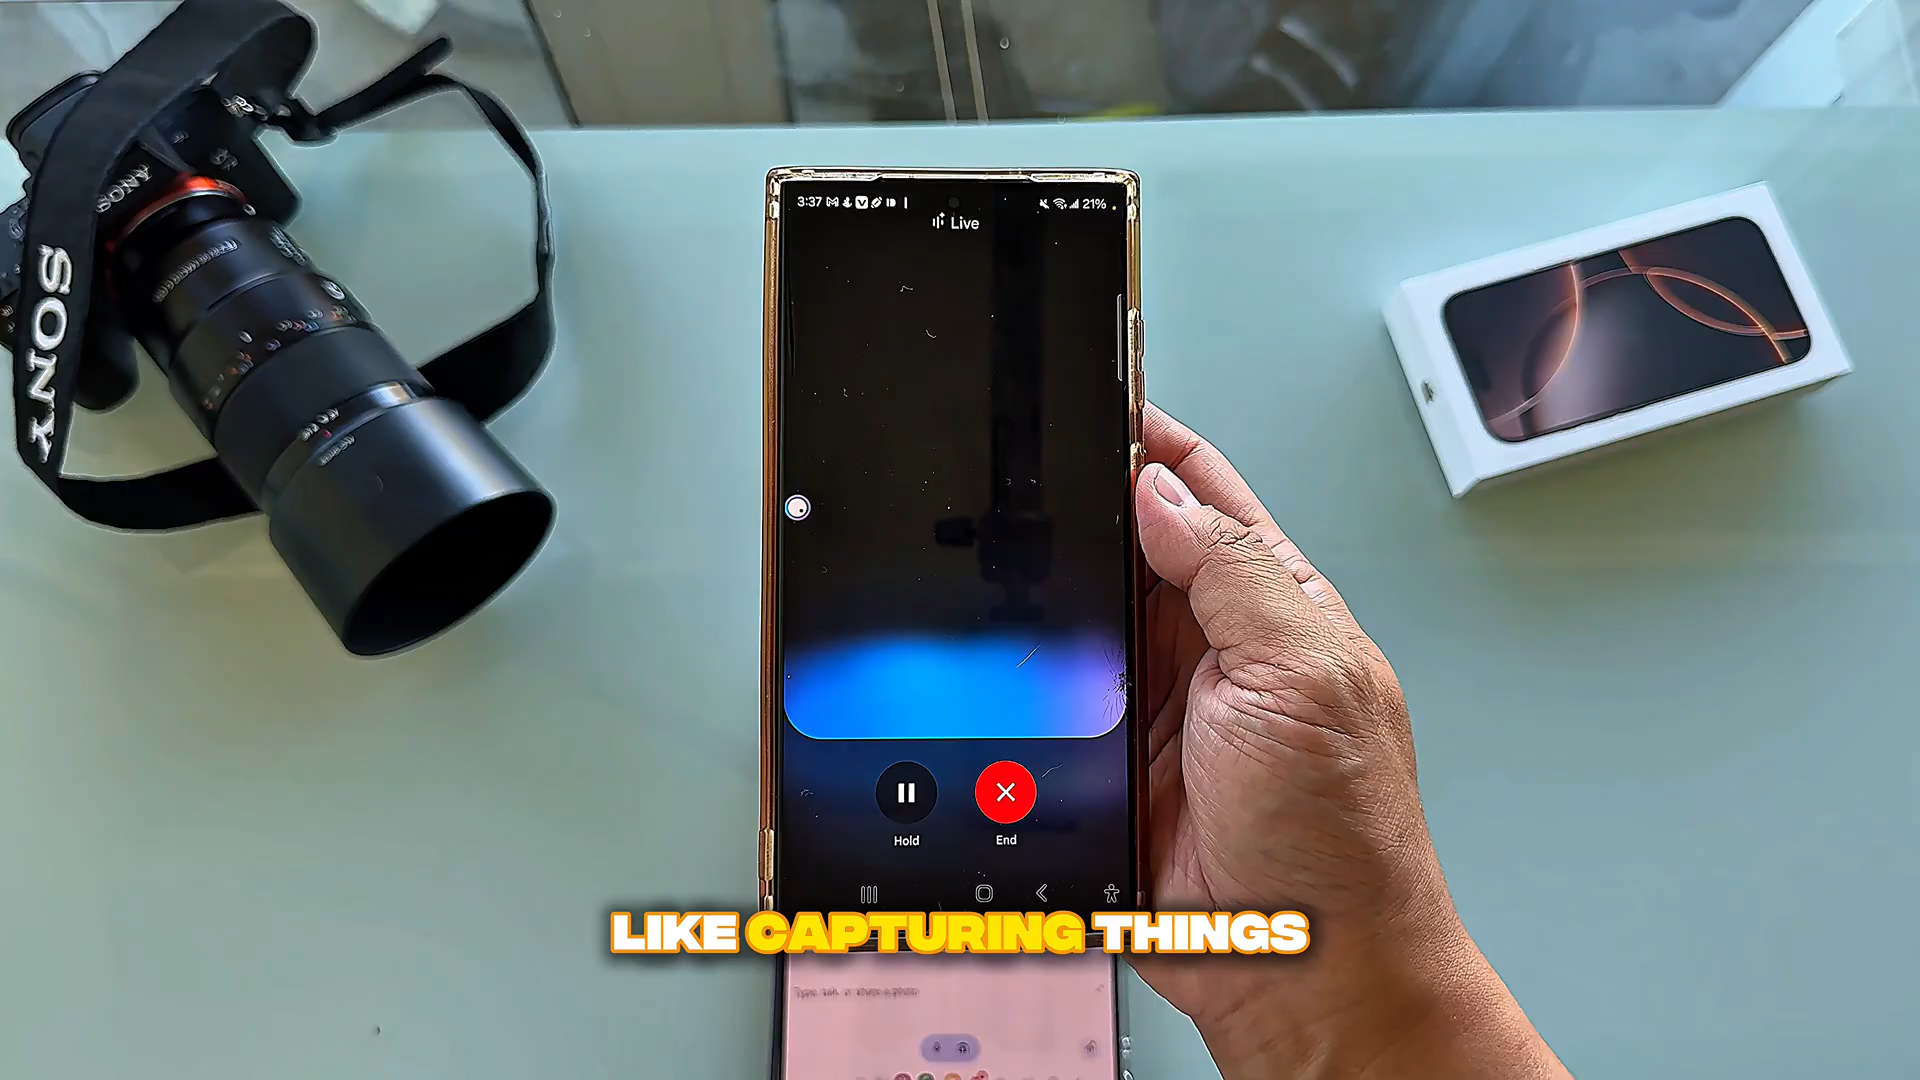 SONY
SONY
3:37
21%
Live
Hold
End
LIKE CAPTURING THINGS